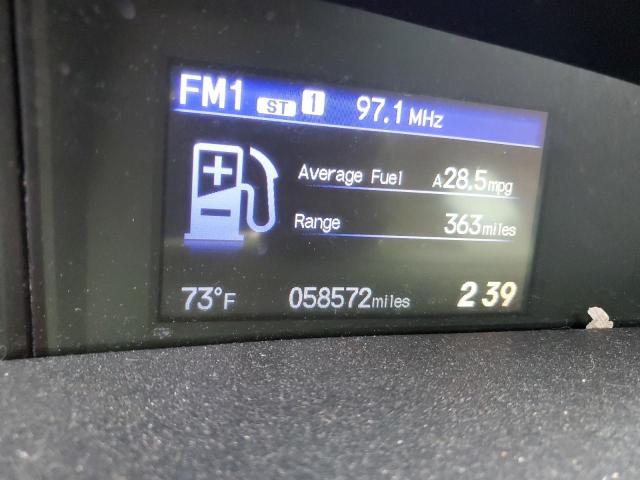 FM1 ST 1 97.1 MHz
Average Fuel A28.5mpg
Range 363miles
73°F 058572miles 2 39